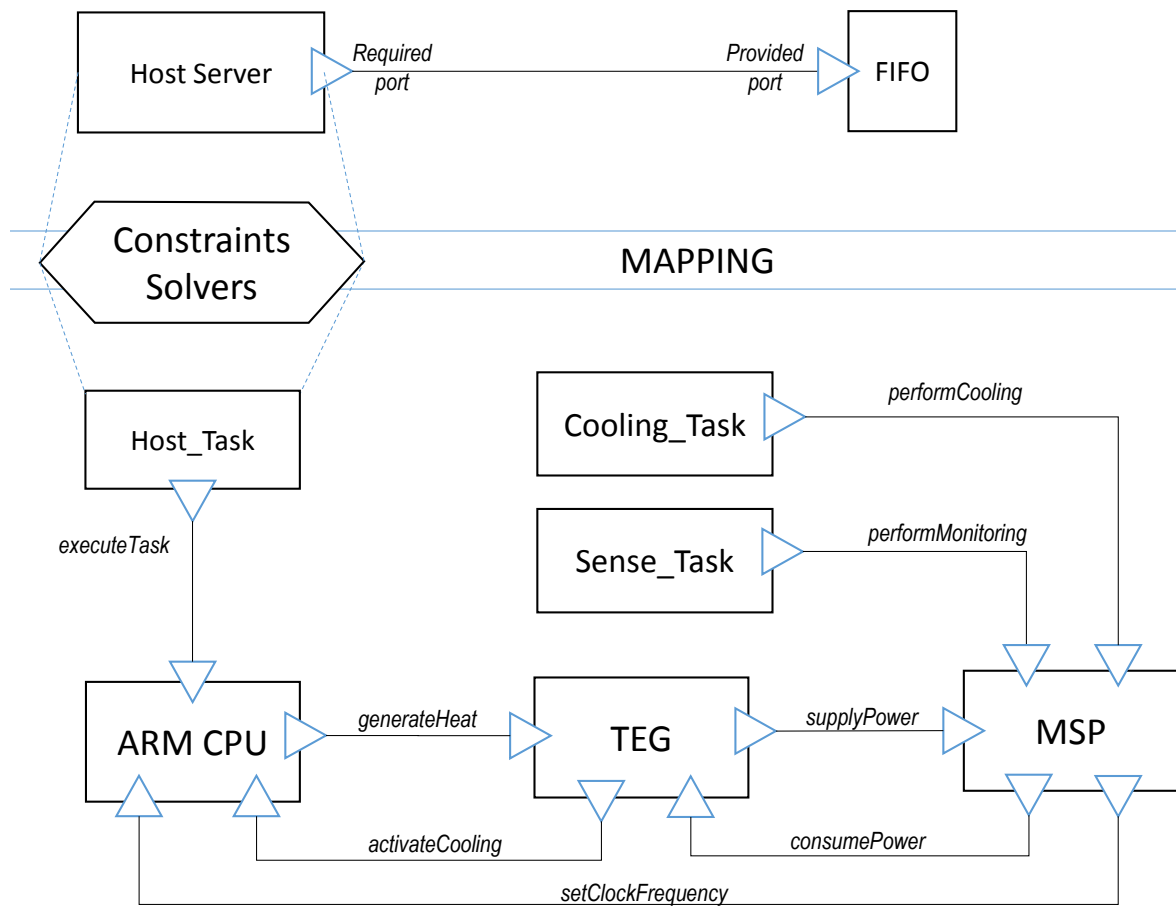 Host Server
Required
port
Provided
port
FIFO
Constraints
Solvers
MAPPING
Host_Task
Cooling_Task
performCooling
executeTask
Sense_Task
performMonitoring
ARM CPU
generateHeat
TEG
supplyPower
MSP
activateCooling
consumePower
setClockFrequency